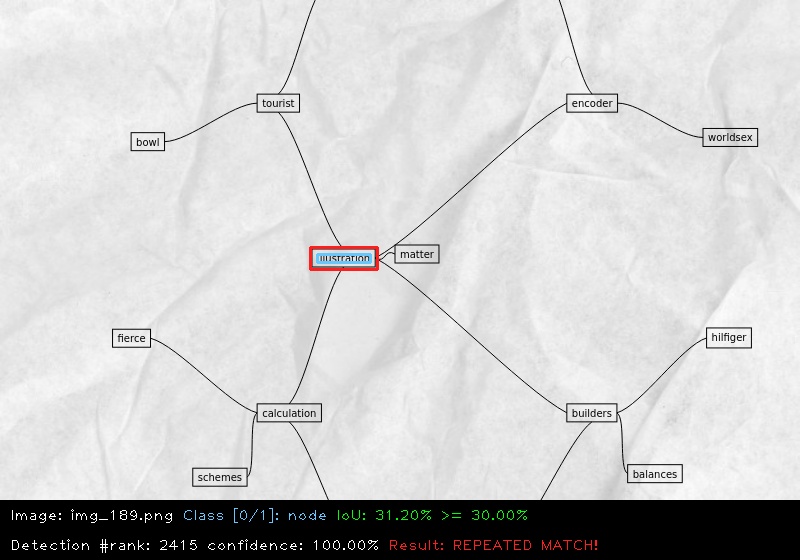 tourist
encoder
bowl
worldsex
illustration
matter
fierce
hilfiger
calculation
builders
schemes
balances
Image: img_189.png Class [0/1]: node IoU: 31.20% >= 30.00%
Detection #rank: 2415 confidence: 100.00% Result: REPEATED MATCH!